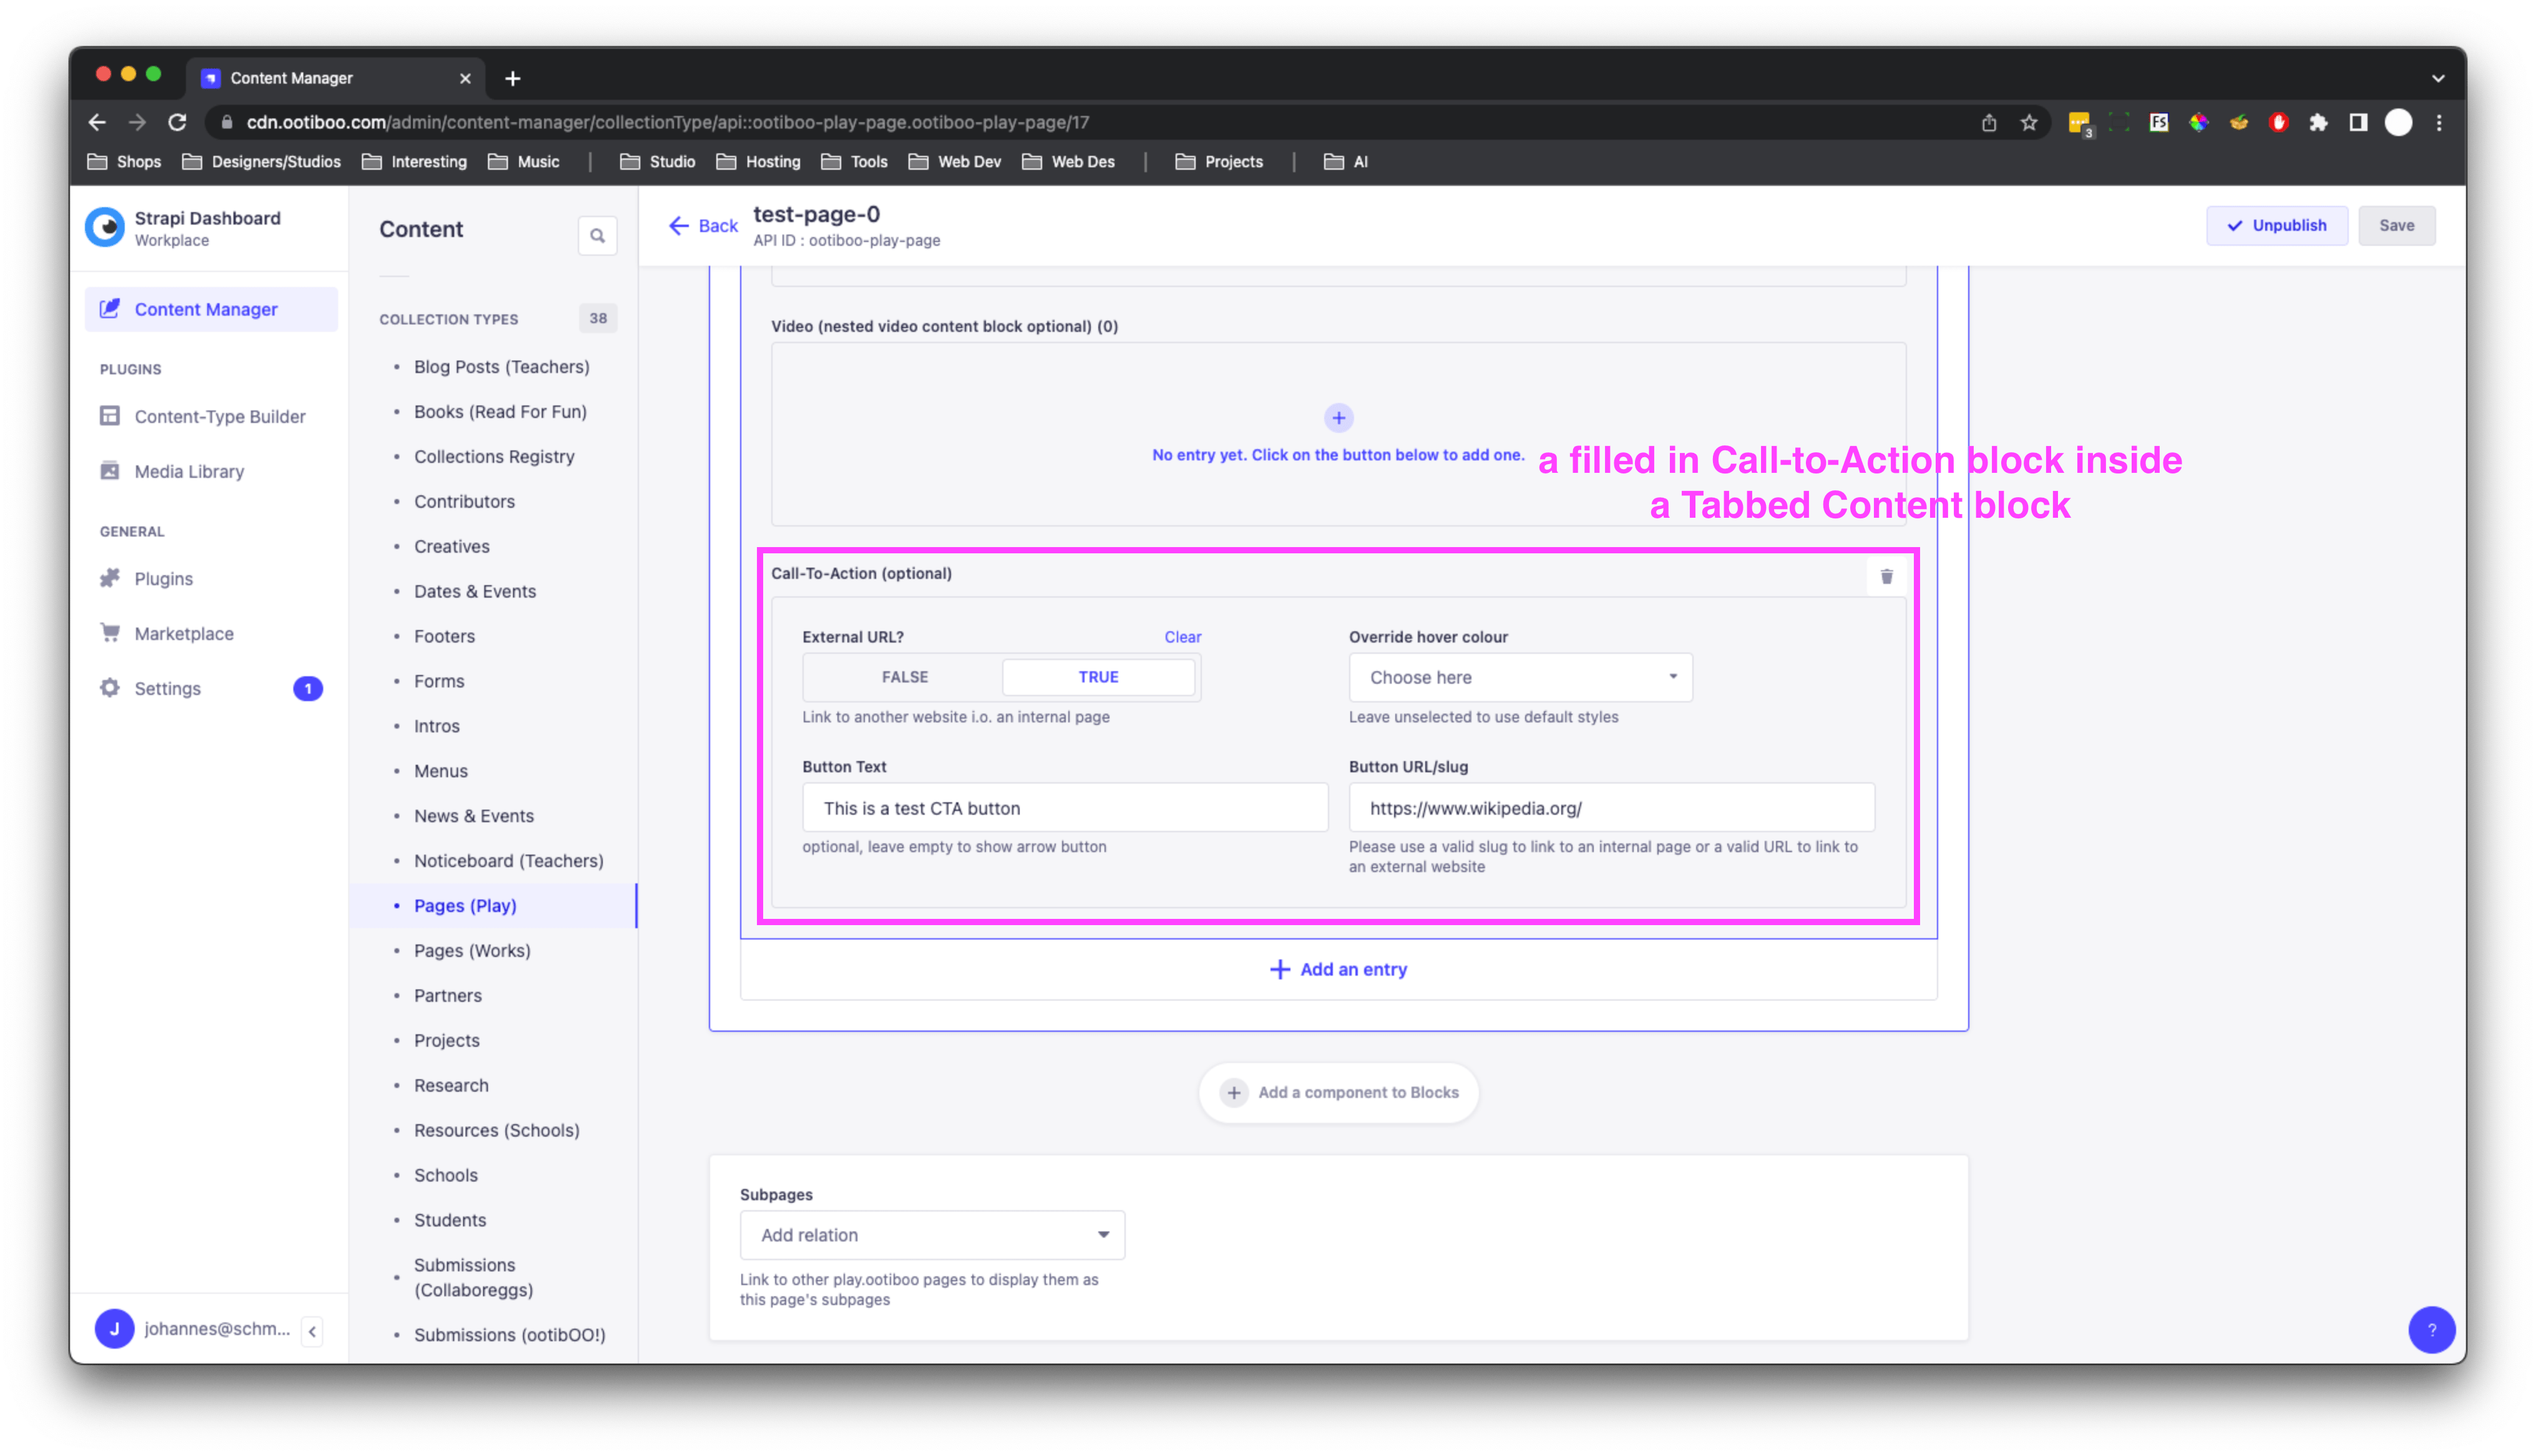 Content Manager
cdn.ootiboo.com/admin/content-manager/collectionType/api::ootiboo-play-page.ootiboo-play-page/17
3
FS
Shops Designers/Studios Interesting Music | Studio Hosting Tools Web Dev Web Des | Projects | AI
Strapi Dashboard
Workplace
Content Manager
PLUGINS
Content-Type Builder
Media Library
GENERAL
Plugins
Marketplace
Settings 1
J johannes@schm...
Content
COLLECTION TYPES 38
Blog Posts (Teachers)
Books (Read For Fun)
Collections Registry
Contributors
Creatives
Dates & Events
Footers
Forms
Intros
Menus
News & Events
Noticeboard (Teachers)
Pages (Play)
Pages (Works)
Partners
Projects
Research
Resources (Schools)
Schools
Students
Submissions
(Collaboreggs)
Submissions (ootibOO!)
Back
test-page-0
API ID : ootiboo-play-page
Unpublish
Save
Video (nested video content block optional) (0)
No entry yet. Click on the button below to add one.
a filled in Call-to-Action block inside
a Tabbed Content block
Call-To-Action (optional)
External URL? Clear
FALSE TRUE
Link to another website i.o. an internal page
Override hover colour
Choose here
Leave unselected to use default styles
Button Text
This is a test CTA button
optional, leave empty to show arrow button
Button URL/slug
https://www.wikipedia.org/
Please use a valid slug to link to an internal page or a valid URL to link to
an external website
Add an entry
Add a component to Blocks
Subpages
Add relation
Link to other play.ootiboo pages to display them as
this page's subpages
?